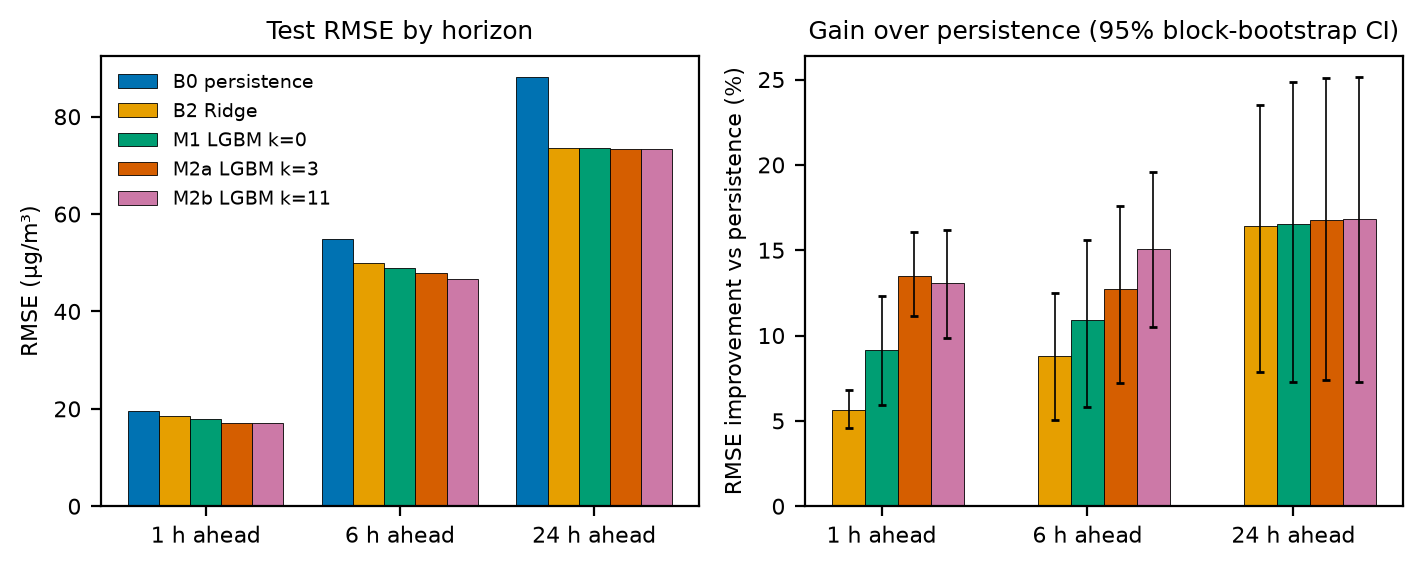 Test RMSE by horizon
RMSE (µg/m³)
80
60
40
20
0
B0 persistence
B2 Ridge
M1 LGBM k=0
M2a LGBM k=3
M2b LGBM k=11
1 h ahead
6 h ahead
24 h ahead
Gain over persistence (95% block-bootstrap CI)
RMSE improvement vs persistence (%)
25
20
15
10
5
0
1 h ahead
6 h ahead
24 h ahead